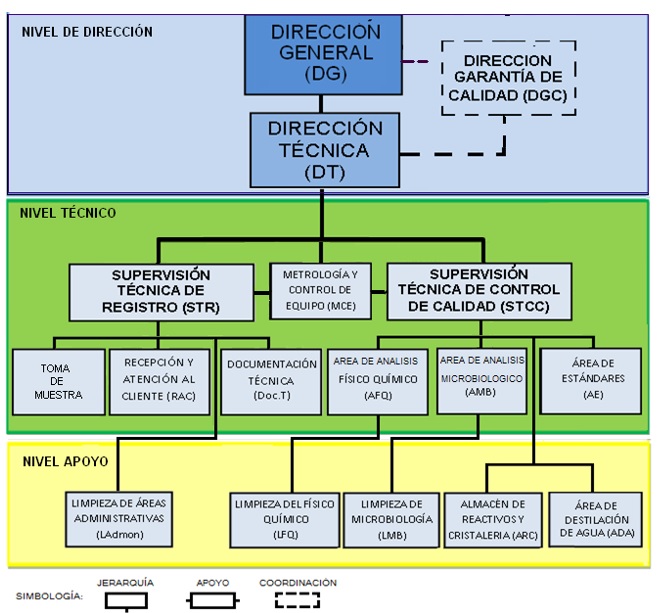 NIVEL DE DIRECCIÓN
DIRECCIÓN
GENERAL
(DG)
DIRECCION
GARANTÍA DE
CALIDAD (DGC)
DIRECCIÓN
TÉCNICA
(DT)
NIVEL TÉCNICO
SUPERVISIÓN
TÉCNICA DE
REGISTRO (STR)
METROLOGÍA Y
CONTROL DE
EQUIPO (MCE)
SUPERVISIÓN
TÉCNICA DE CONTROL
DE CALIDAD (STCC)
TOMA
DE
MUESTRA
RECEPCIÓN Y
ATENCIÓN AL
CLIENTE (RAC)
DOCUMENTACIÓN
TÉCNICA
(Doc.T)
AREA DE ANALISIS
FÍSICO QUÍMICO
(AFQ)
AREA DE ANALISIS
MICROBIOLOGICO
(AMB)
ÁREA DE
ESTÁNDARES
(AE)
NIVEL APOYO
LIMPIEZA DE ÁREAS
ADMINISTRATIVAS
(LAdmon)
LIMPIEZA DEL FÍSICO
QUÍMICO
(LFQ)
LIMPIEZA DE
MICROBIOLOGÍA
(LMB)
ALMACÉN DE
REACTIVOS Y
CRISTALERIA (ARC)
ÁREA DE
DESTILACIÓN
DE AGUA (ADA)
SIMBOLOGÍA:
JERARQUÍA
APOYO
COORDINACIÓN